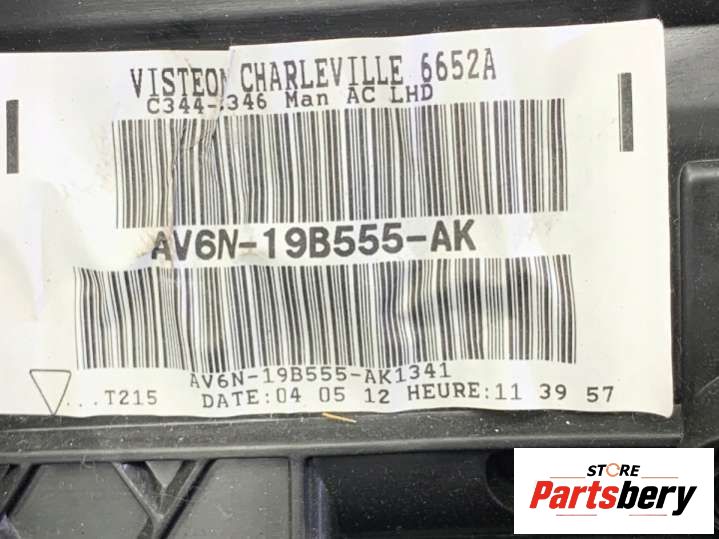 VISTEON CHARLEVILLE 6652A
C344-346 Man AC LHD
AV6N-19B555-AK
AV6N-19B555-AK1341
...T215 DATE:04 05 12 HEURE:11 39 57
STORE
Partsbery